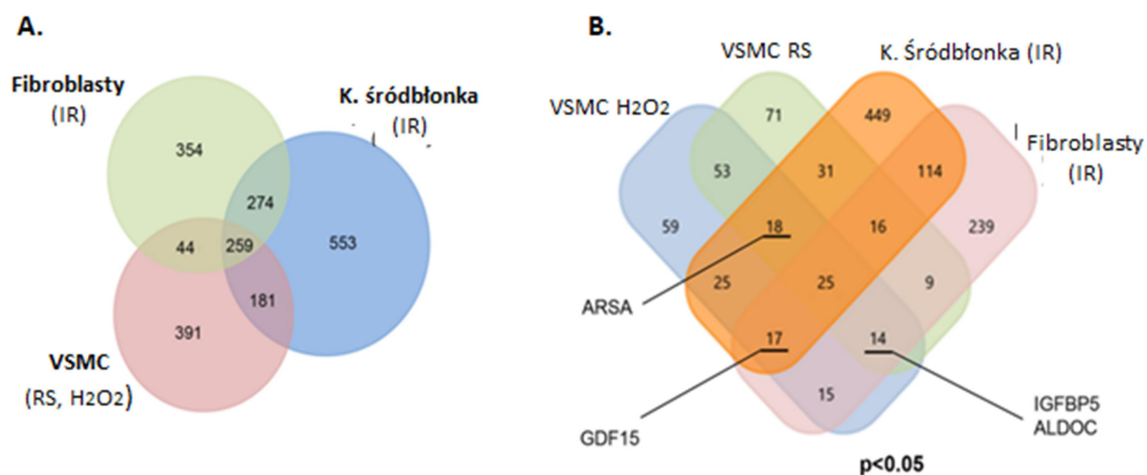 A.
Fibroblasty
(IR)
K. śródbłonka
(IR)
354
274
44
259
553
181
391
VSMC
(RS, H2O2)
B.
VSMC RS
K. Śródbłonka (IR)
VSMC H2O2
Fibroblasty
(IR)
71
449
53
31
114
59
18
16
239
25
25
9
ARSA
17
14
15
GDF15
IGFBP5
ALDOC
p<0.05